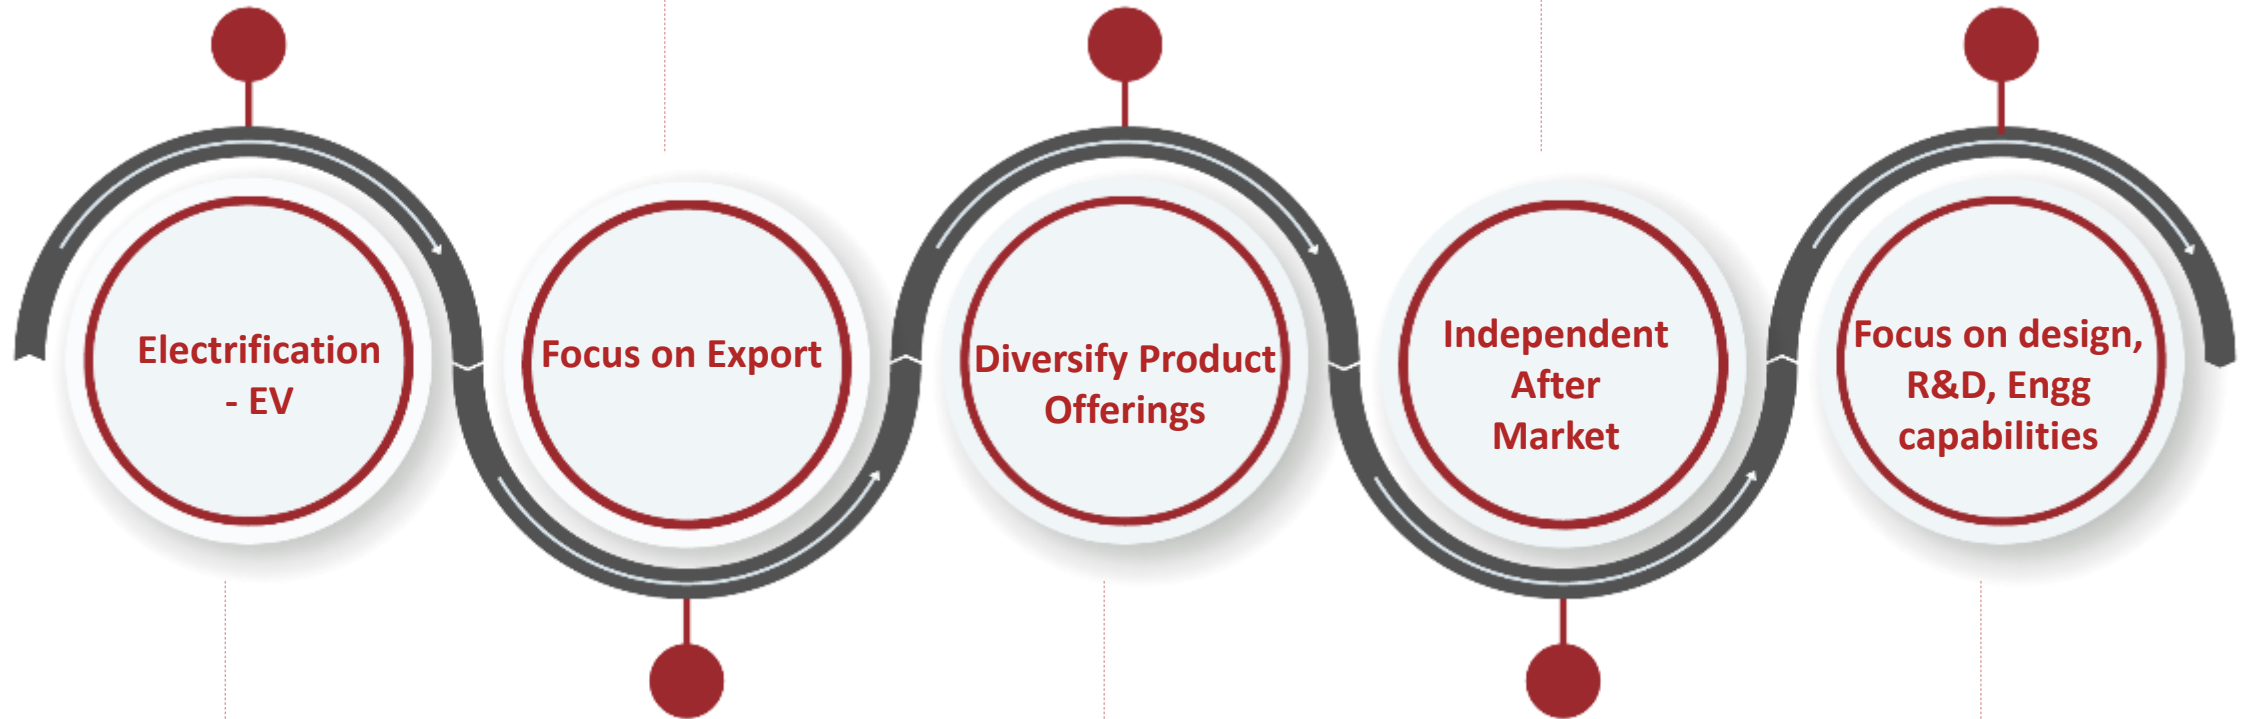 Electrification
- EV
Focus on Export
Diversify Product
Offerings
Independent
After
Market
Focus on design,
R&D, Engg
capabilities